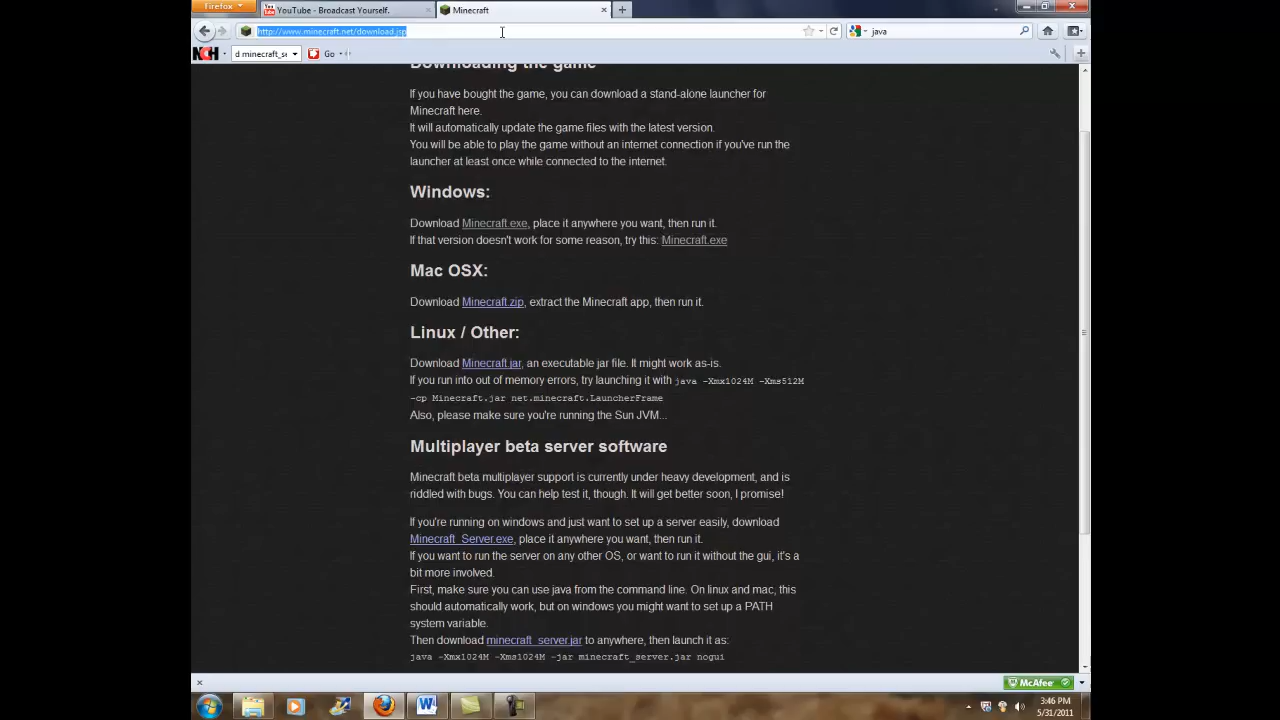 Firefox
YouTube - Broadcast Yourself.
Minecraft
http://www.minecraft.net/download.jsp
java
NCH
d minecraft_se
Go
Downloading the game
If you have bought the game, you can download a stand-alone launcher for
Minecraft here.
It will automatically update the game files with the latest version.
You will be able to play the game without an internet connection if you've run the
launcher at least once while connected to the internet.
Windows:
Download Minecraft.exe, place it anywhere you want, then run it.
If that version doesn't work for some reason, try this: Minecraft.exe
Mac OSX:
Download Minecraft.zip, extract the Minecraft app, then run it.
Linux / Other:
Download Minecraft.jar, an executable jar file. It might work as-is.
If you run into out of memory errors, try launching it with java -Xmx1024M -Xms512M
-cp Minecraft.jar net.minecraft.LauncherFrame
Also, please make sure you're running the Sun JVM...
Multiplayer beta server software
Minecraft beta multiplayer support is currently under heavy development, and is
riddled with bugs. You can help test it, though. It will get better soon, I promise!
If you're running on windows and just want to set up a server easily, download
Minecraft_Server.exe, place it anywhere you want, then run it.
If you want to run the server on any other OS, or want to run it without the gui, it's a
bit more involved.
First, make sure you can use java from the command line. On linux and mac, this
should automatically work, but on windows you might want to set up a PATH
system variable.
Then download minecraft_server.jar to anywhere, then launch it as:
java -Xmx1024M -Xms1024M -jar minecraft_server.jar nogui
McAfee
3:46 PM
5/31/2011